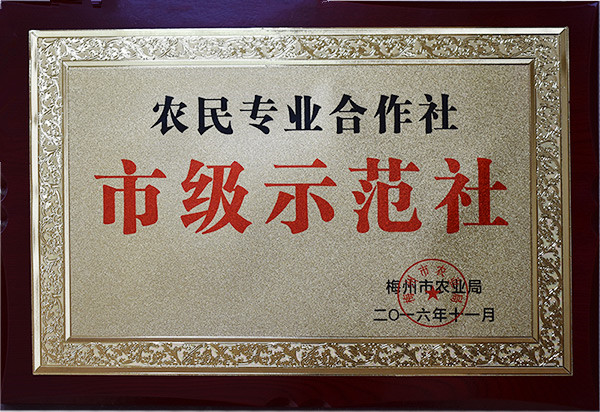 农民专业合作社
市级示范社
梅州市农业局
二〇一六年十一月